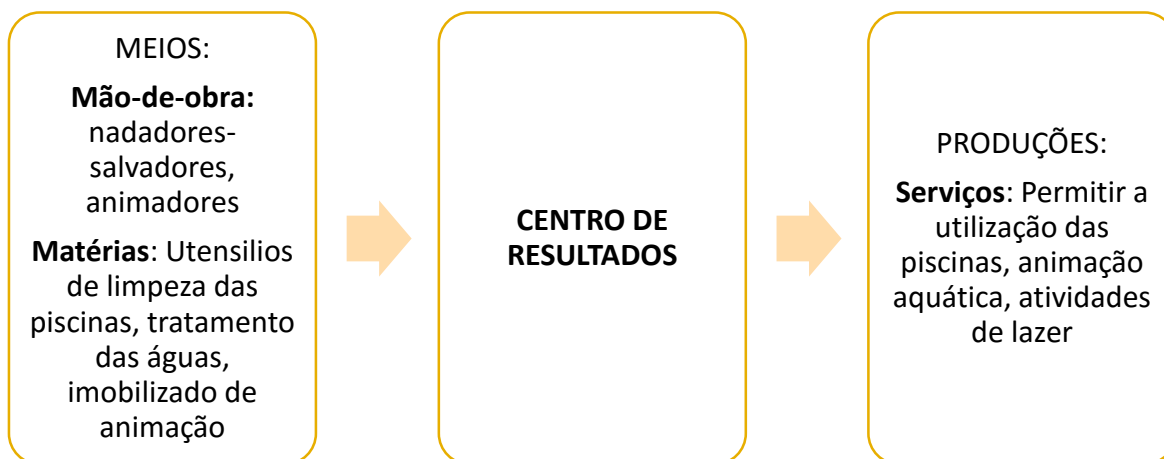 MEIOS:
Mão-de-obra:
nadadores-
salvadores,
animadores
Matérias: Utensilios
de limpeza das
piscinas, tratamento
das águas,
imobilizado de
animação
CENTRO DE
RESULTADOS
PRODUÇÕES:
Serviços: Permitir a
utilização das
piscinas, animação
aquática, atividades
de lazer